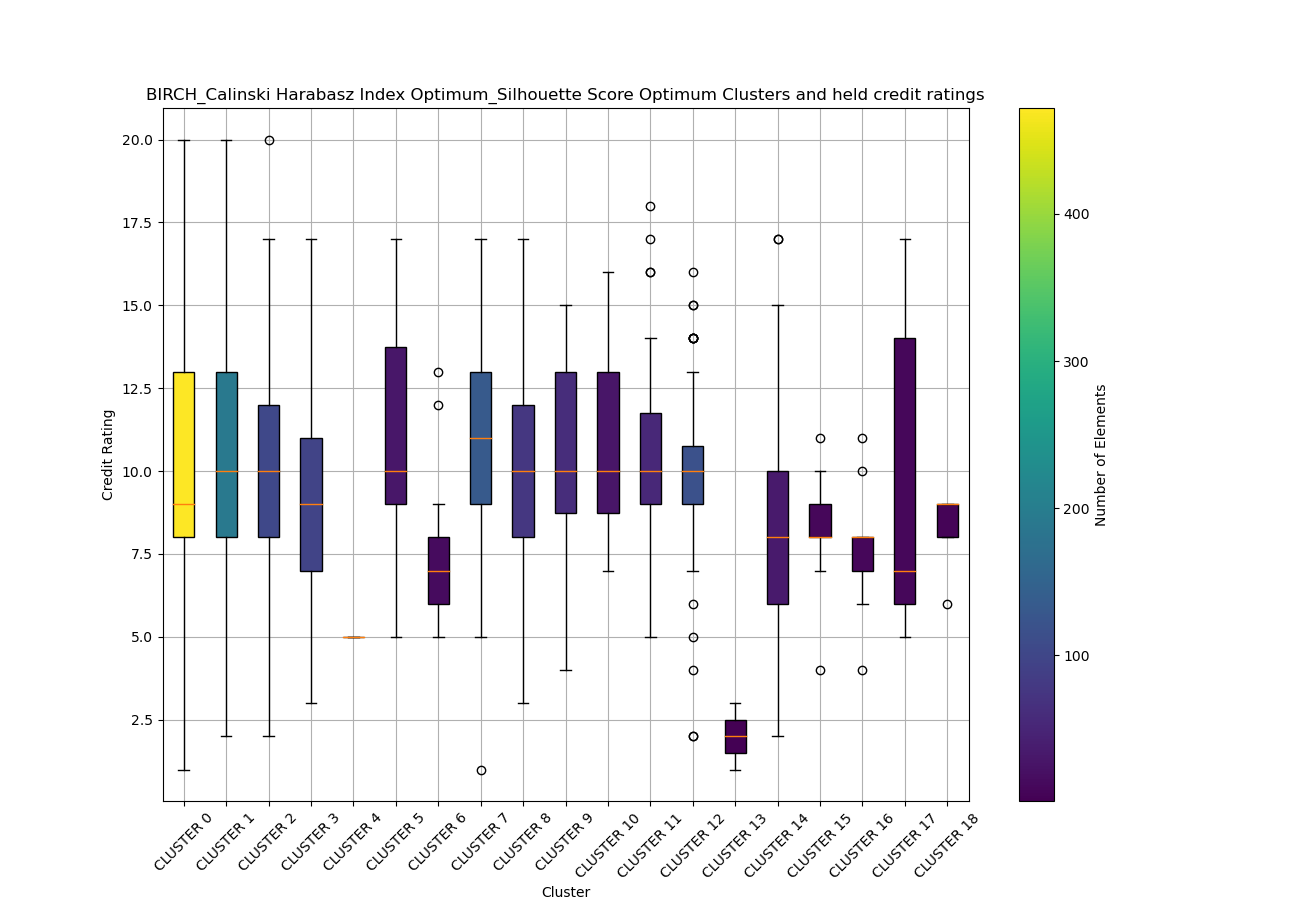 BIRCH_Calinski Harabasz Index Optimum_Silhouette Score Optimum Clusters and held credit ratings
20.0
17.5
15.0
12.5
10.0
7.5
5.0
2.5
Credit Rating
CLUSTER 0
CLUSTER 1
CLUSTER 2
CLUSTER 3
CLUSTER 4
CLUSTER 5
CLUSTER 6
CLUSTER 7
CLUSTER 8
CLUSTER 9
CLUSTER 10
CLUSTER 11
CLUSTER 12
CLUSTER 13
CLUSTER 14
CLUSTER 15
CLUSTER 16
CLUSTER 17
CLUSTER 18
Cluster
400
300
200
100
Number of Elements